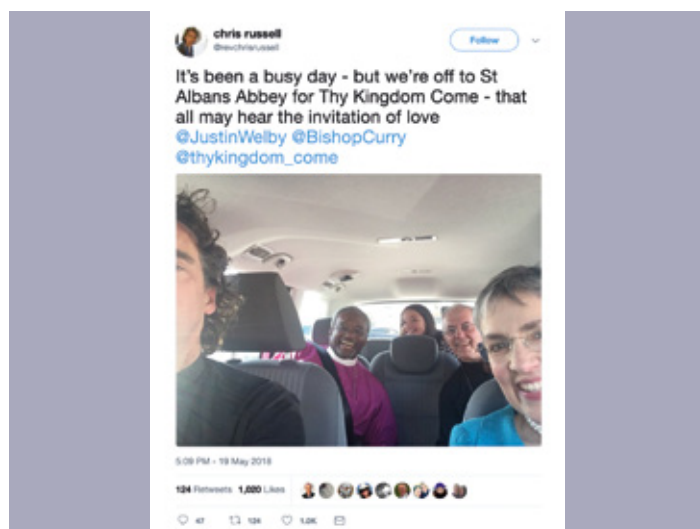 chris russell
@revchrisrussell
Follow
It's been a busy day - but we're off to St
Albans Abbey for Thy Kingdom Come - that
all may hear the invitation of love
@JustinWelby @BishopCurry
@thykingdom_come
5:09 PM - 19 May 2018
124 Retweets 1,020 Likes
47 124 1.0K